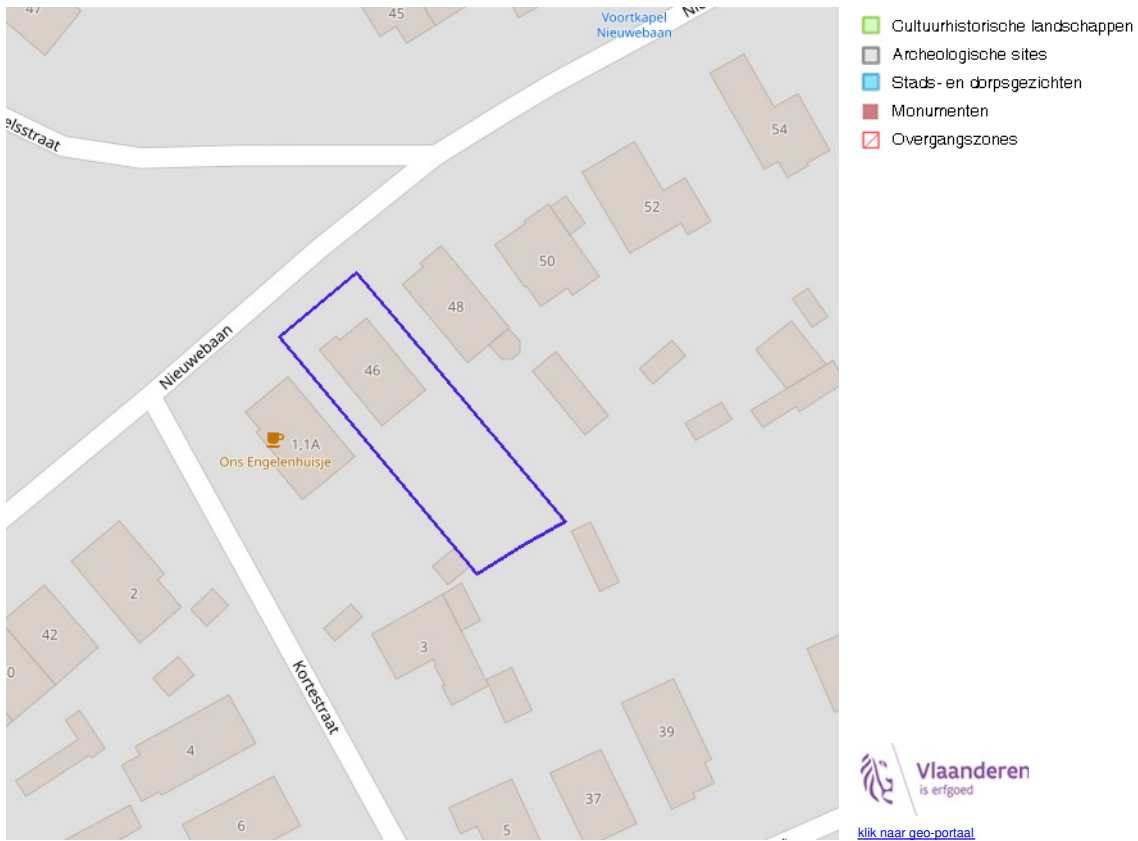 47
45
Voortkapel
Nieuwebaan
elsstraat
54
52
50
48
Nieuwebaan
46
1,1A
Ons Engelenhuisje
2
42
3
Kortestraat
4
39
37
6
5
Cultuurhistorische landschappen
Archeologische sites
Stads- en dorpsgezichten
Monumenten
Overgangszones
Vlaanderen
is erfgoed
klik naar geo-portaal